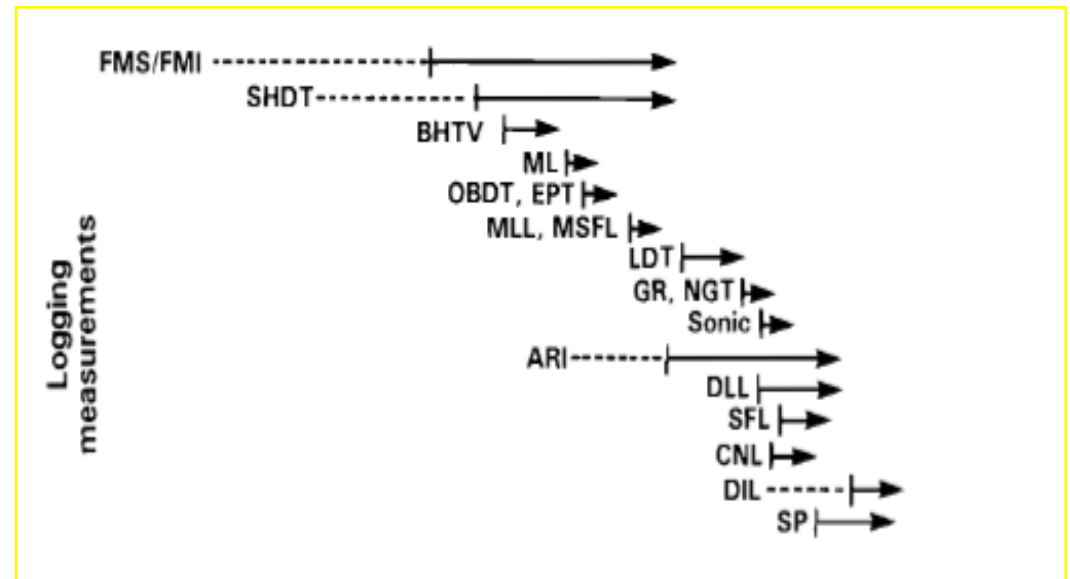 FMS/FMI
SHDT
BHTV
ML
OBDT, EPT
MLL, MSFL
LDT
GR, NGT
Sonic
ARI
DLL
SFL
CNL
DIL
SP
Logging
measurements